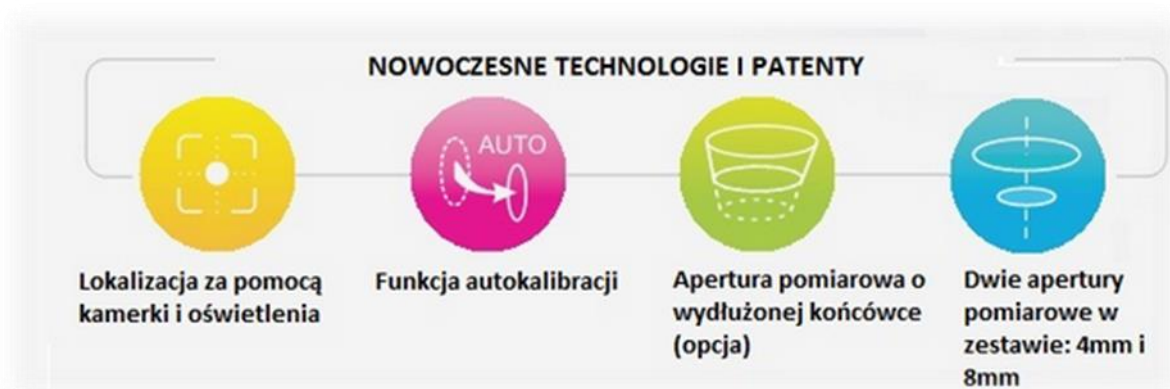 NOWOCZESNE TECHNOLOGIE I PATENTY
AUTO
Lokalizacja za pomocą
kamerki i oświetlenia
Funkcja autokalibracji
Apertura pomiarowa o
wydłużonej końcówce
(opcja)
Dwie apertury
pomiarowe w
zestawie: 4mm i
8mm